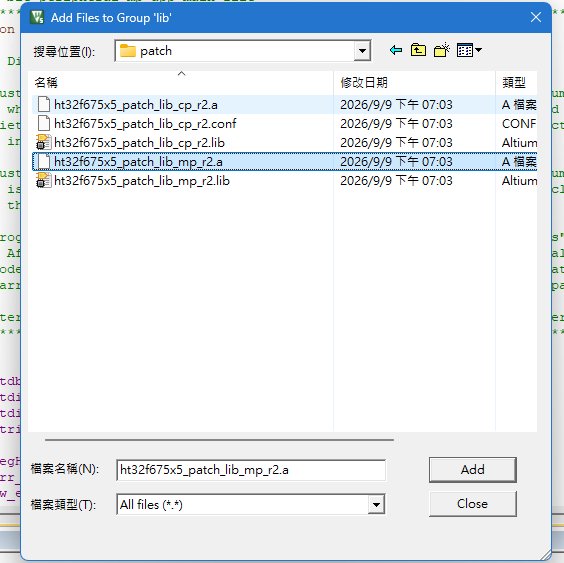 Add Files to Group 'lib'
搜尋位置(I):
patch
名稱
修改日期
類型
ht32f675x5_patch_lib_cp_r2.a
2026/9/9 下午 07:03
A 檔案
ht32f675x5_patch_lib_cp_r2.conf
2026/9/9 下午 07:03
CONF
ht32f675x5_patch_lib_cp_r2.lib
2026/9/9 下午 07:03
Altium
ht32f675x5_patch_lib_mp_r2.a
2026/9/9 下午 07:03
A 檔案
ht32f675x5_patch_lib_mp_r2.lib
2026/9/9 下午 07:03
Altium
檔案名稱(N):
ht32f675x5_patch_lib_mp_r2.a
Add
檔案類型(T):
All files (*.*)
Close